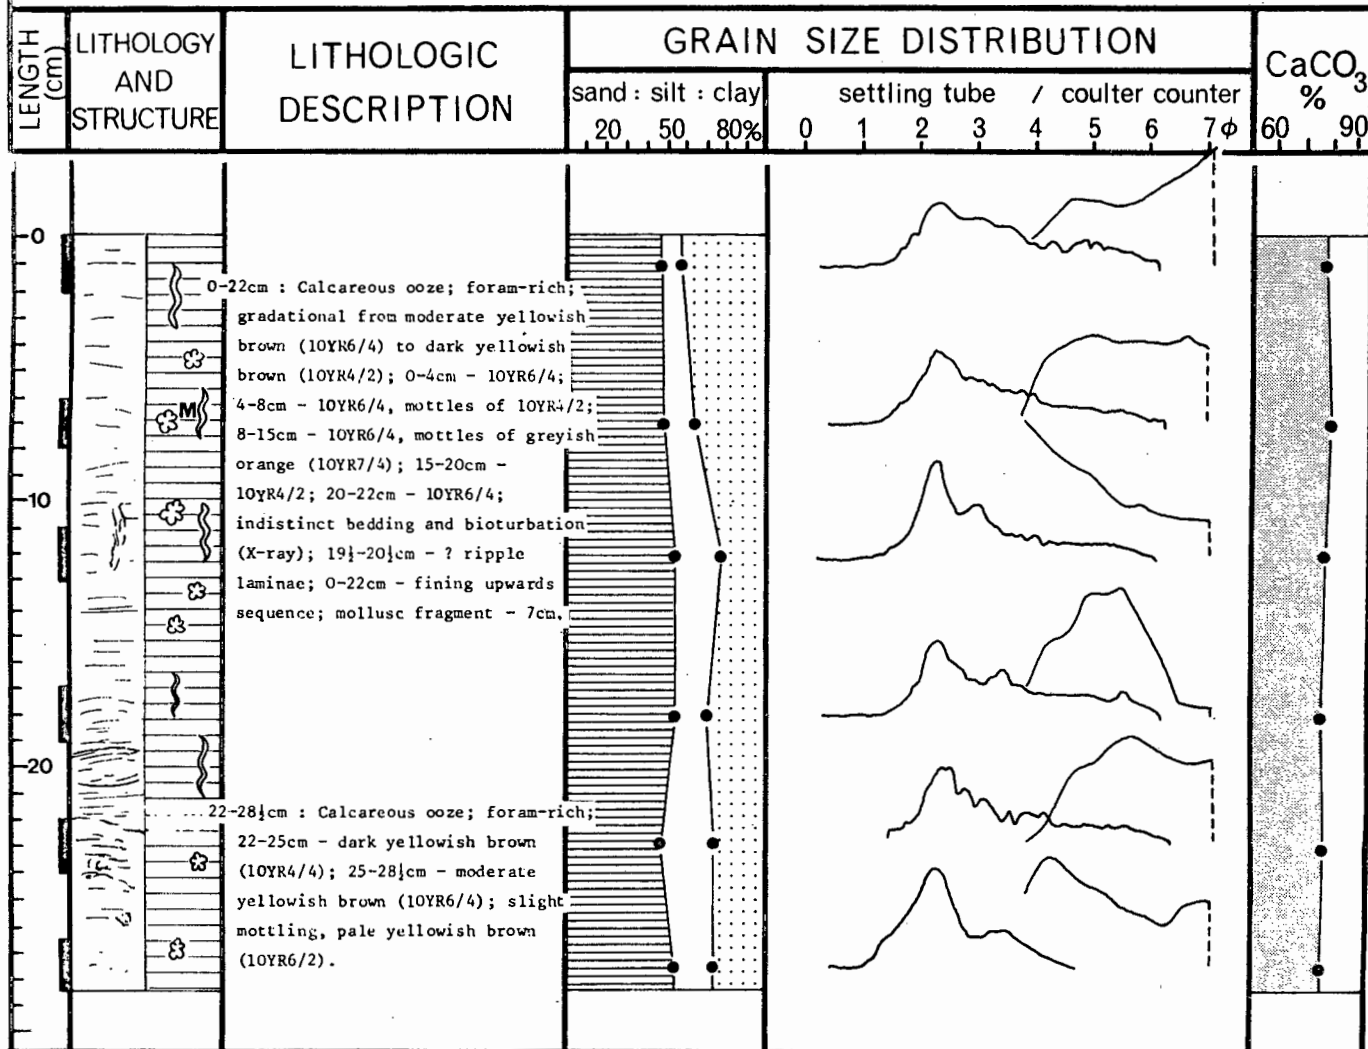 LENGTH (cm)
LITHOLOGY AND STRUCTURE
LITHOLOGIC DESCRIPTION
GRAIN SIZE DISTRIBUTION
sand : silt : clay
20 50 80%
settling tube / coulter counter
0 1 2 3 4 5 6 7 φ
CaCO3 %
60 90
0
10
20
M
0-22cm : Calcareous ooze; foram-rich;
gradational from moderate yellowish
brown (10YR6/4) to dark yellowish
brown (10YR4/2); 0-4cm - 10YR6/4;
4-8cm - 10YR6/4, mottles of 10YR4/2;
8-15cm - 10YR6/4, mottles of greyish
orange (10YR7/4); 15-20cm -
10YR4/2; 20-22cm - 10YR6/4;
indistinct bedding and bioturbation
(X-ray); 19½-20½cm - ? ripple
laminae; 0-22cm - fining upwards
sequence; mollusc fragment - 7cm.
22-28½cm : Calcareous ooze; foram-rich;
22-25cm - dark yellowish brown
(10YR4/4); 25-28½cm - moderate
yellowish brown (10YR6/4); slight
mottling, pale yellowish brown
(10YR6/2).